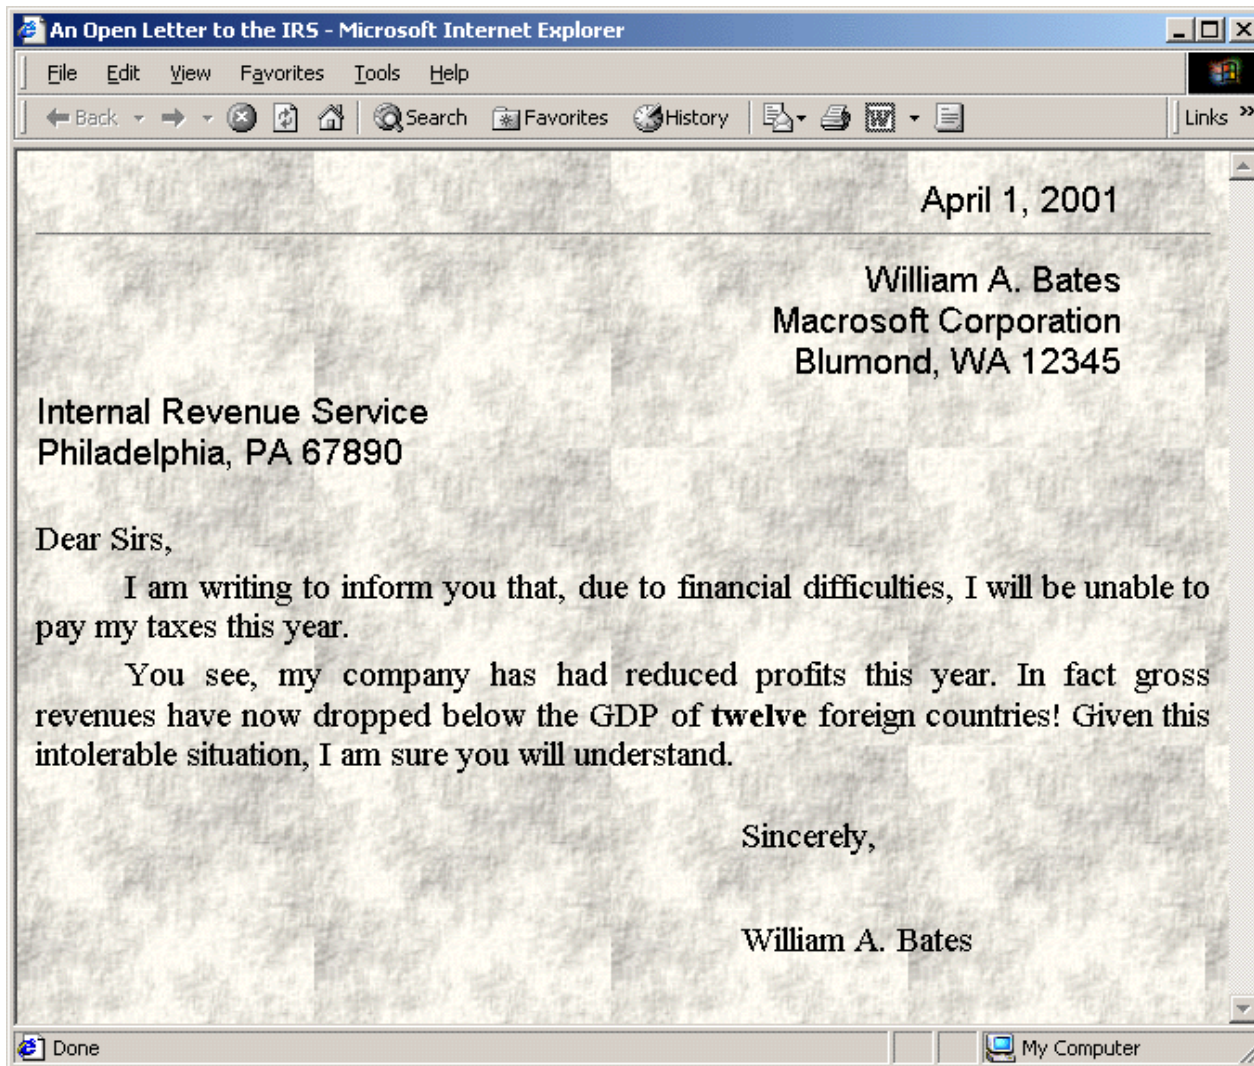 An Open Letter to the IRS - Microsoft Internet Explorer
File Edit View Favorites Tools Help
Back Search Favorites History Links »
April 1, 2001
William A. Bates
Macrosoft Corporation
Blumond, WA 12345
Internal Revenue Service
Philadelphia, PA 67890
Dear Sirs,
I am writing to inform you that, due to financial difficulties, I will be unable to
pay my taxes this year.
You see, my company has had reduced profits this year. In fact gross
revenues have now dropped below the GDP of twelve foreign countries! Given this
intolerable situation, I am sure you will understand.
Sincerely,
William A. Bates
Done My Computer